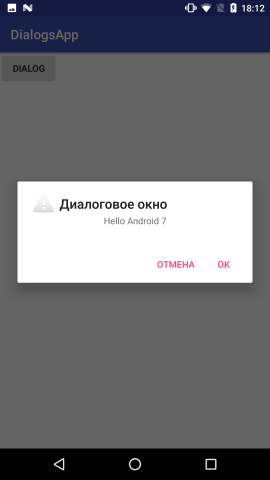 18:12
DialogsApp
DIALOG
Диалоговое окно
Hello Android 7
ОТМЕНА OK